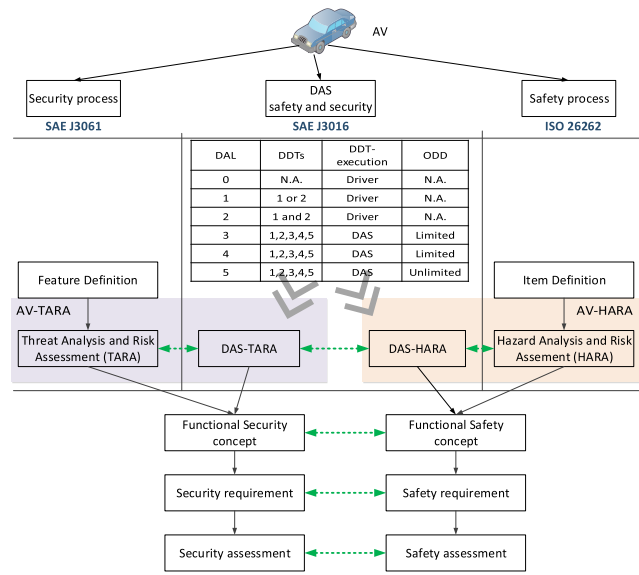 AV
Security process
DAS
safety and security
Safety process
SAE J3061
SAE J3016
ISO 26262
DAL DDTs DDT-execution ODD
0 N.A. Driver N.A.
1 1 or 2 Driver N.A.
2 1 and 2 Driver N.A.
3 1,2,3,4,5 DAS Limited
4 1,2,3,4,5 DAS Limited
5 1,2,3,4,5 DAS Unlimited
Feature Definition
Item Definition
AV-TARA
AV-HARA
Threat Analysis and Risk
Assessment (TARA)
DAS-TARA
DAS-HARA
Hazard Analysis and Risk
Assement (HARA)
Functional Security
concept
Functional Safety
concept
Security requirement
Safety requirement
Security assessment
Safety assessment